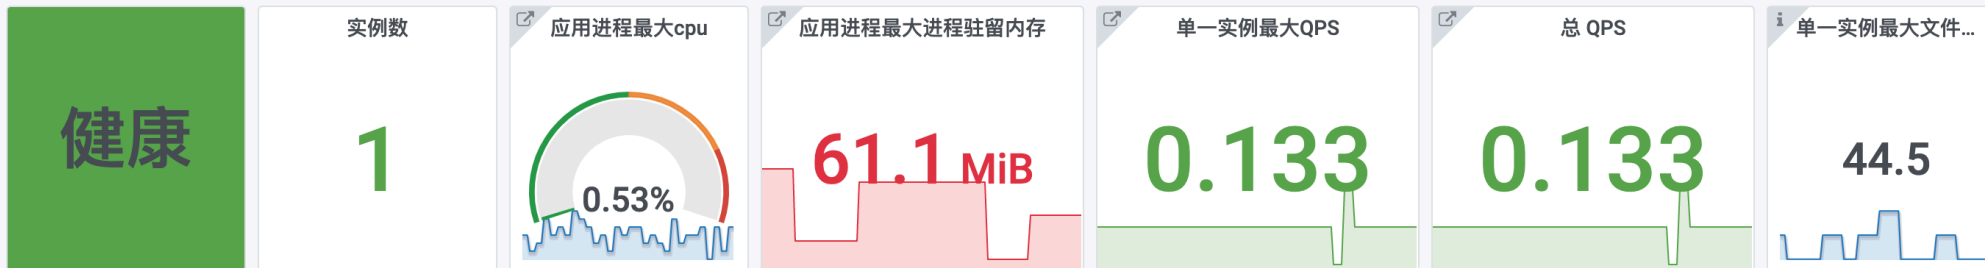 健康
实例数
1
应用进程最大cpu
0.53%
应用进程最大进程驻留内存
61.1 MiB
单一实例最大QPS
0.133
总 QPS
0.133
单一实例最大文件...
44.5